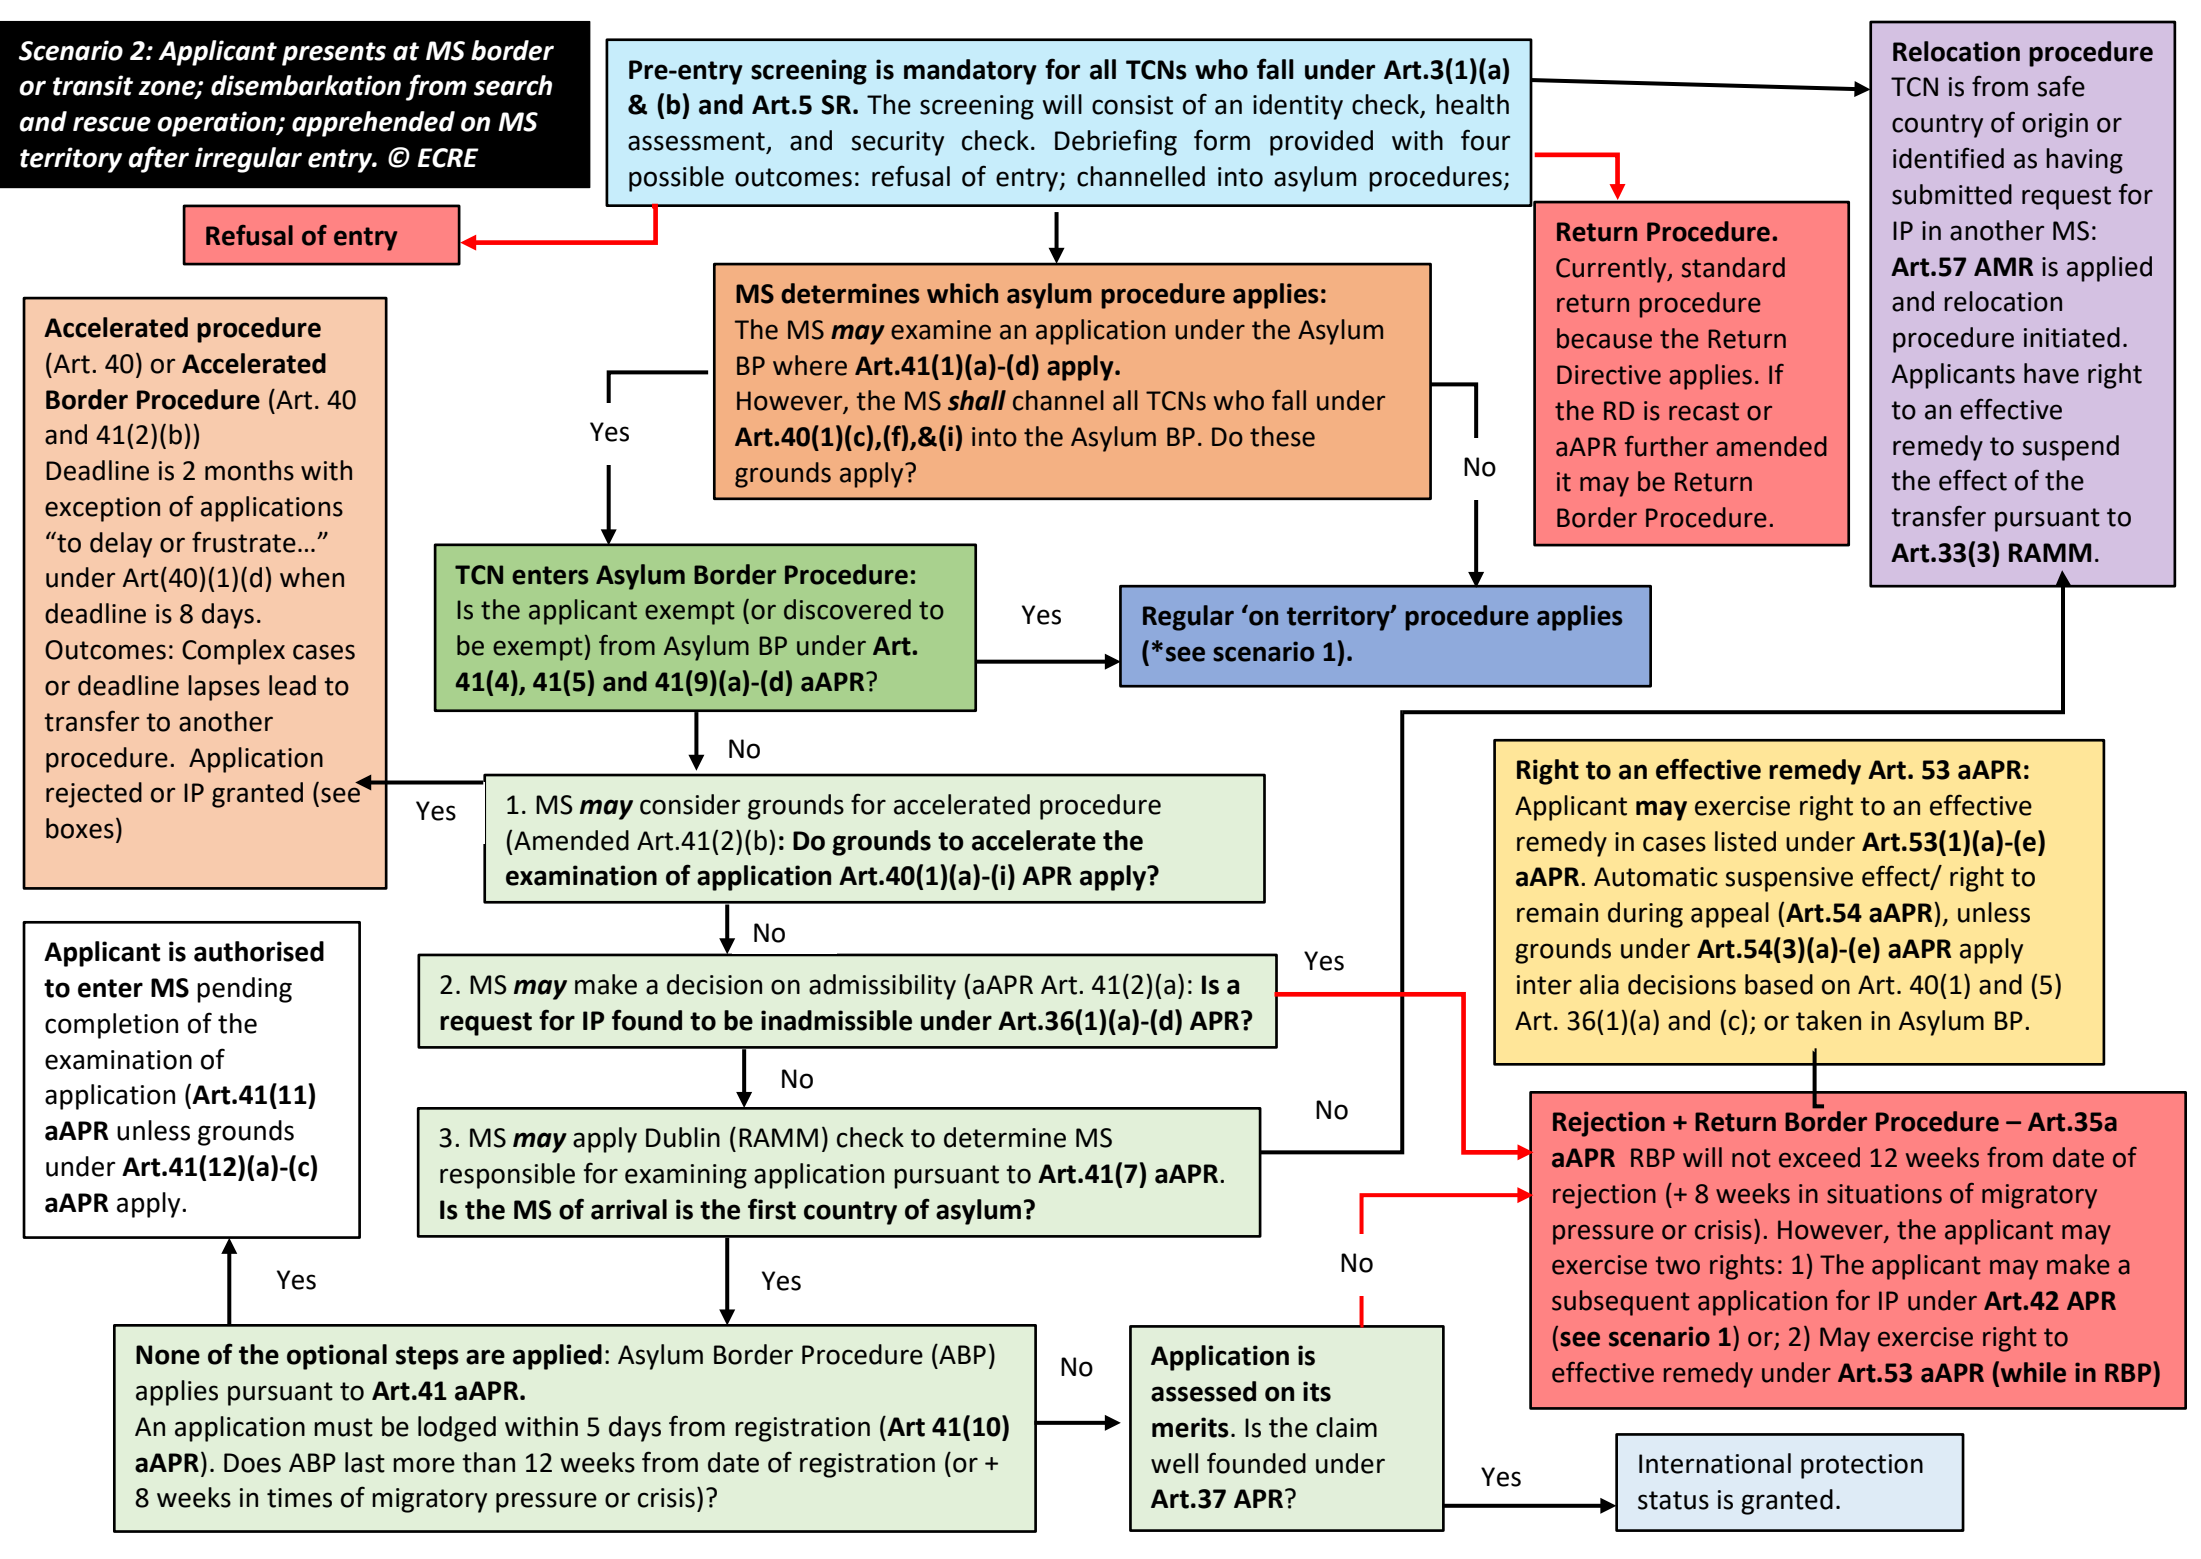 Scenario 2: Applicant presents at MS border
or transit zone; disembarkation from search
and rescue operation; apprehended on MS
territory after irregular entry. © ECRE
Pre-entry screening is mandatory for all TCNs who fall under Art.3(1)(a)
& (b) and Art.5 SR. The screening will consist of an identity check, health
assessment, and security check. Debriefing form provided with four
possible outcomes: refusal of entry; channelled into asylum procedures;
Relocation procedure
TCN is from safe
country of origin or
identified as having
submitted request for
IP in another MS:
Art.57 AMR is applied
and relocation
procedure initiated.
Applicants have right
to an effective
remedy to suspend
the effect of the
transfer pursuant to
Art.33(3) RAMM.
Refusal of entry
Return Procedure.
Currently, standard
return procedure
because the Return
Directive applies. If
the RD is recast or
aAPR further amended
it may be Return
Border Procedure.
MS determines which asylum procedure applies:
The MS may examine an application under the Asylum
BP where Art.41(1)(a)-(d) apply.
However, the MS shall channel all TCNs who fall under
Art.40(1)(c),(f),&(i) into the Asylum BP. Do these
grounds apply?
Yes
No
Accelerated procedure
(Art. 40) or Accelerated
Border Procedure (Art. 40
and 41(2)(b))
Deadline is 2 months with
exception of applications
“to delay or frustrate…”
under Art(40)(1)(d) when
deadline is 8 days.
Outcomes: Complex cases
or deadline lapses lead to
transfer to another
procedure. Application
rejected or IP granted (see
boxes)
TCN enters Asylum Border Procedure:
Is the applicant exempt (or discovered to
be exempt) from Asylum BP under Art.
41(4), 41(5) and 41(9)(a)-(d) aAPR?
Yes
Regular ‘on territory’ procedure applies
(*see scenario 1).
No
Yes
1. MS may consider grounds for accelerated procedure
(Amended Art.41(2)(b): Do grounds to accelerate the
examination of application Art.40(1)(a)-(i) APR apply?
No
Right to an effective remedy Art. 53 aAPR:
Applicant may exercise right to an effective
remedy in cases listed under Art.53(1)(a)-(e)
aAPR. Automatic suspensive effect/ right to
remain during appeal (Art.54 aAPR), unless
grounds under Art.54(3)(a)-(e) aAPR apply
inter alia decisions based on Art. 40(1) and (5)
Art. 36(1)(a) and (c); or taken in Asylum BP.
2. MS may make a decision on admissibility (aAPR Art. 41(2)(a): Is a
request for IP found to be inadmissible under Art.36(1)(a)-(d) APR?
Yes
No
Applicant is authorised
to enter MS pending
completion of the
examination of
application (Art.41(11)
aAPR unless grounds
under Art.41(12)(a)-(c)
aAPR apply.
3. MS may apply Dublin (RAMM) check to determine MS
responsible for examining application pursuant to Art.41(7) aAPR.
Is the MS of arrival is the first country of asylum?
No
Yes
Yes
Rejection + Return Border Procedure – Art.35a
aAPR RBP will not exceed 12 weeks from date of
rejection (+ 8 weeks in situations of migratory
pressure or crisis). However, the applicant may
exercise two rights: 1) The applicant may make a
subsequent application for IP under Art.42 APR
(see scenario 1) or; 2) May exercise right to
effective remedy under Art.53 aAPR (while in RBP)
None of the optional steps are applied: Asylum Border Procedure (ABP)
applies pursuant to Art.41 aAPR.
An application must be lodged within 5 days from registration (Art 41(10)
aAPR). Does ABP last more than 12 weeks from date of registration (or +
8 weeks in times of migratory pressure or crisis)?
No
Application is
assessed on its
merits. Is the claim
well founded under
Art.37 APR?
No
Yes
International protection
status is granted.